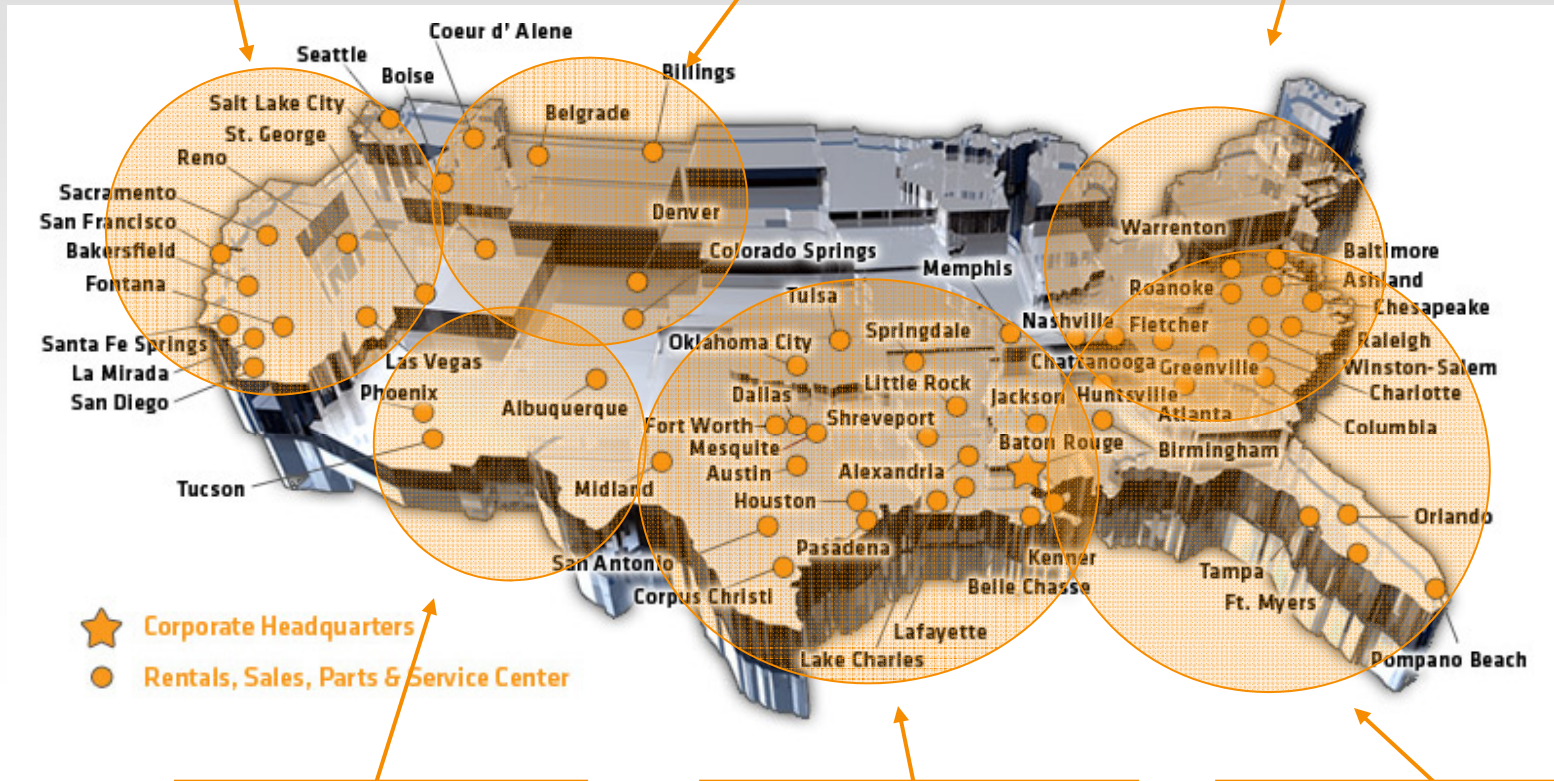 Coeur d' Alene
Seattle
Boise
Billings
Salt Lake City
Belgrade
St. George
Reno
Sacramento
San Francisco
Bakersfield
Fontana
Denver
Colorado Springs
Memphis
Warrenton
Baltimore
Ashland
Roanoke
Chesapeake
Tulsa
Santa Fe Springs
Las Vegas
La Mirada
San Diego
Oklahoma City
Springdale
Nashville
Fletcher
Raleigh
Chattanooga
Greenville
Winston-Salem
Phoenix
Albuquerque
Dallas
Little Rock
Jackson
Huntsville
Charlotte
Fort Worth
Shreveport
Atlanta
Columbia
Mesquite
Baton Rouge
Birmingham
Austin
Alexandria
Tucson
Midland
Houston
Orlando
San Antonio
Pasadena
Kenner
Tampa
Corpus Christi
Belle Chasse
Ft. Myers
Lafayette
Lake Charles
Pompano Beach
Corporate Headquarters
Rentals, Sales, Parts & Service Center